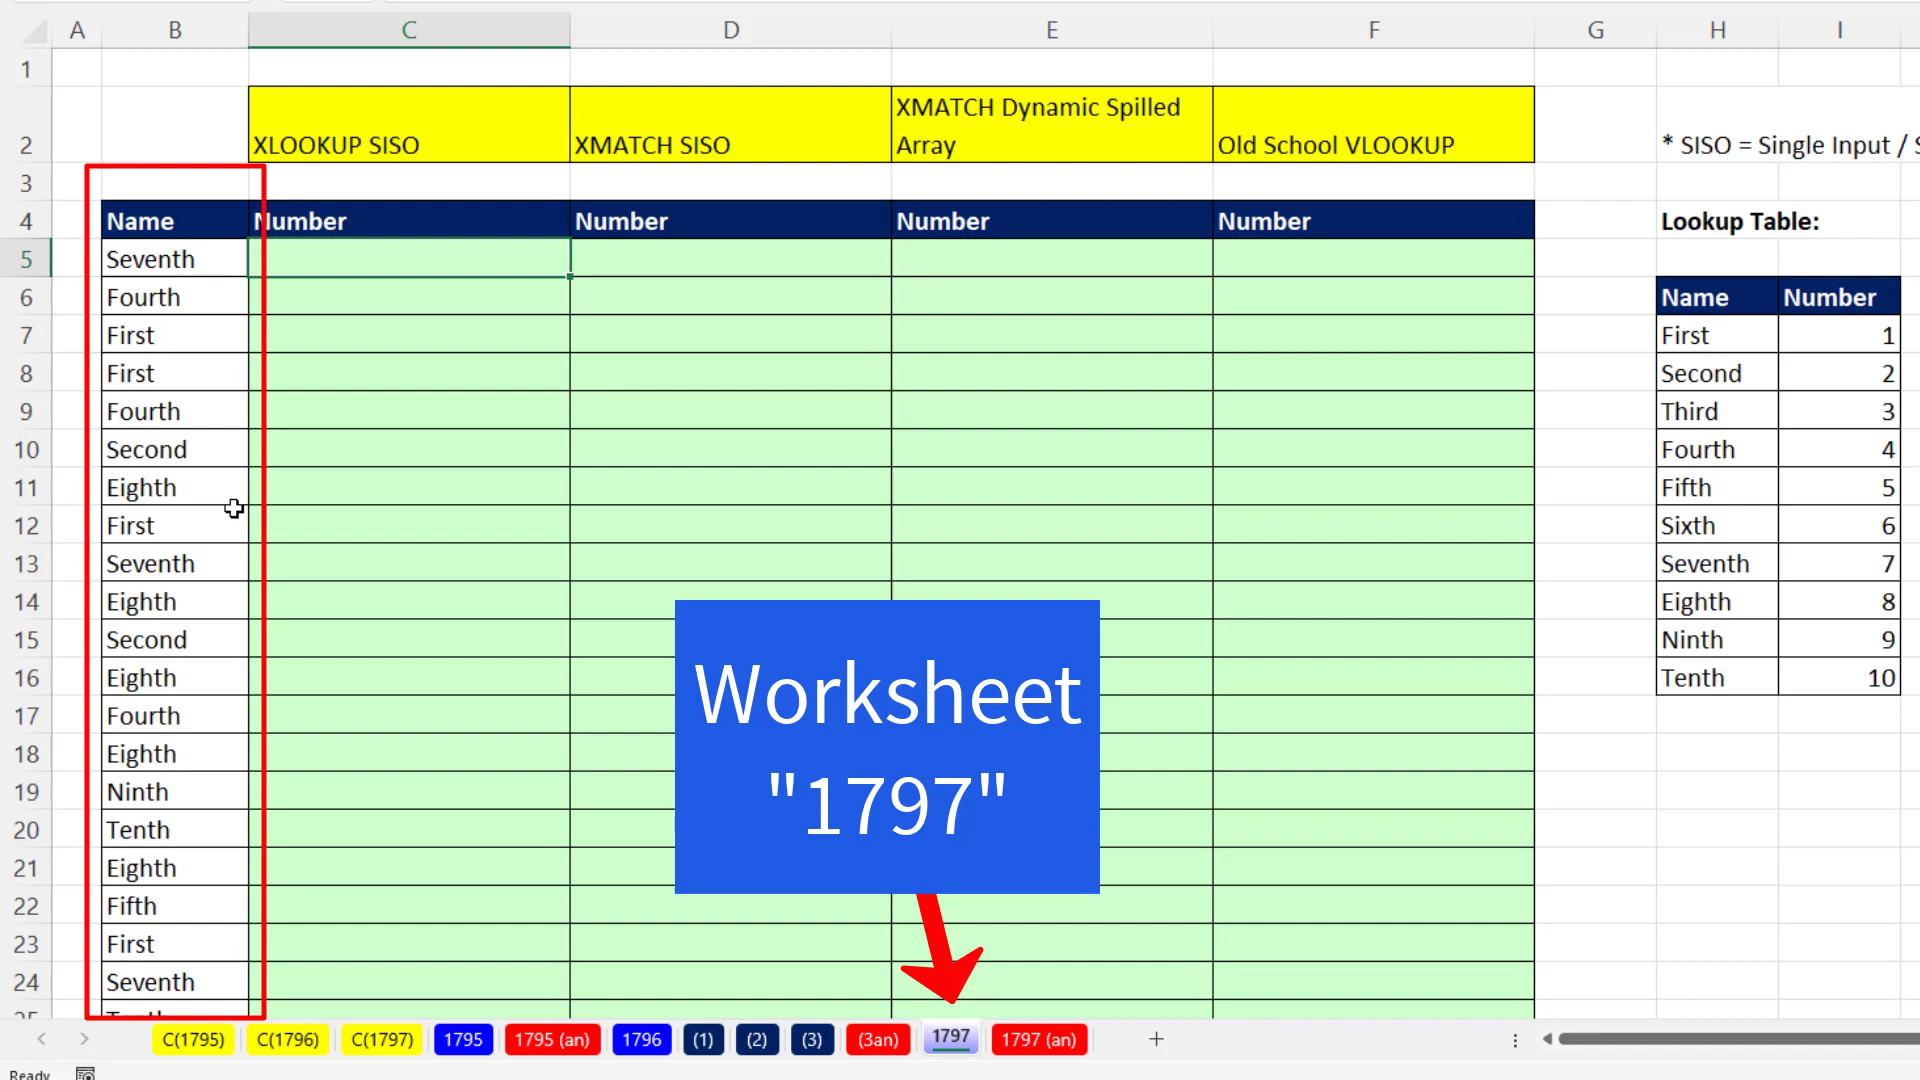 A B C D E F G H I
1
2 XLOOKUP SISO XMATCH SISO XMATCH Dynamic Spilled Array Old School VLOOKUP * SISO = Single Input /
3
4 Name Number Number Number Number Lookup Table:
5 Seventh
6 Fourth Name Number
7 First First 1
8 First Second 2
9 Fourth Third 3
10 Second Fourth 4
11 Eighth Fifth 5
12 First Sixth 6
13 Seventh Seventh 7
14 Eighth Eighth 8
15 Second Ninth 9
16 Eighth Tenth 10
17 Fourth
18 Eighth
19 Ninth
20 Tenth
21 Eighth
22 Fifth
23 First
24 Seventh
Worksheet
"1797"
C(1795) C(1796) C(1797) 1795 1795 (an) 1796 (1) (2) (3) (3an) 1797 1797 (an)
Ready